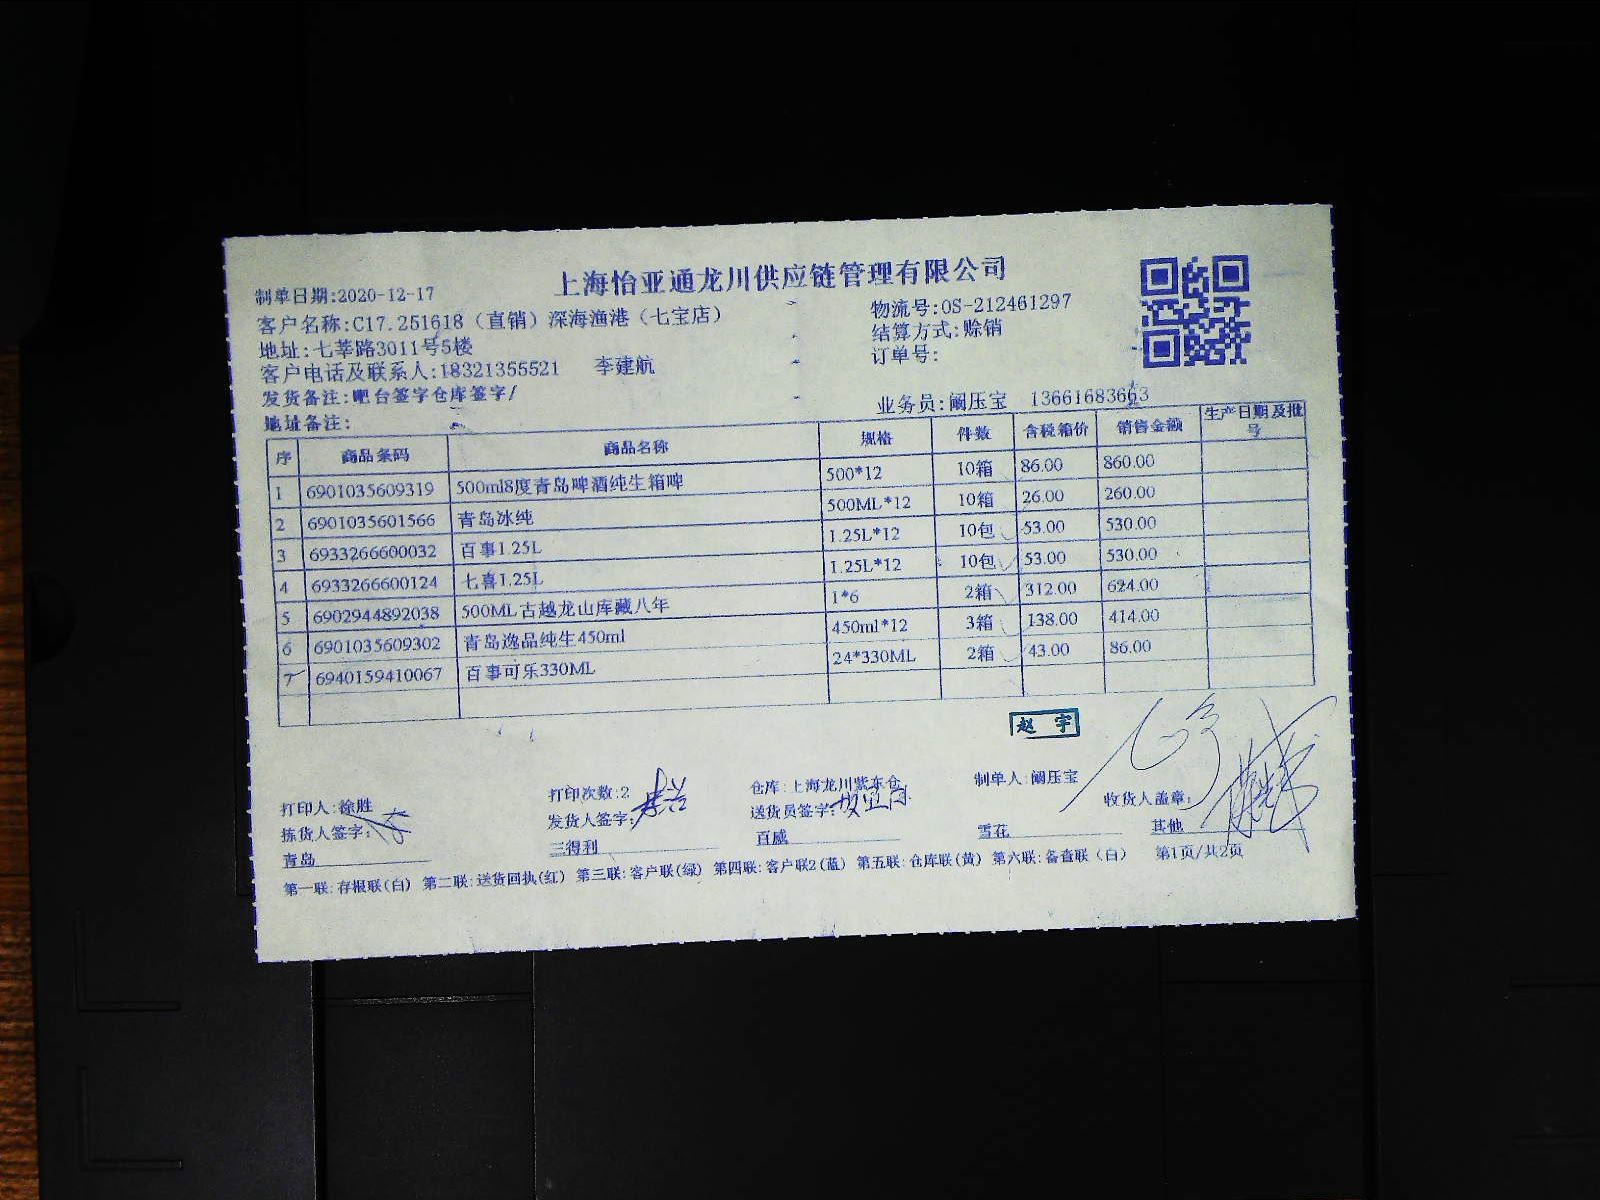 上海怡亚通龙川供应链管理有限公司
制单日期:2020-12-17
物流号:OS-212461297
客户名称:C17.251618（直销）深海渔港（七宝店）
结算方式:赊销
地址:七莘路3011号5楼
订单号:
客户电话及联系人:18321355521 李建航
发货备注:吧台签字仓库签字/
业务员:阚压宝 13661683663
地址备注:
序 商品条码 商品名称 规格 件数 含税箱价 销售金额 生产日期及批号
1 6901035609319 500ml8度青岛啤酒纯生箱啤 500*12 10箱 86.00 860.00
2 6901035601566 青岛冰纯 500ML*12 10箱 26.00 260.00
3 6933266600032 百事1.25L 1.25L*12 10包 53.00 530.00
4 6933266600124 七喜1.25L 1.25L*12 10包 53.00 530.00
5 6902944892038 500ML古越龙山库藏八年 1*6 2箱 312.00 624.00
6 6901035609302 青岛逸品纯生450ml 450ml*12 3箱 138.00 414.00
7 6940159410067 百事可乐330ML 24*330ML 2箱 43.00 86.00
赵宇
打印人:徐胜 打印次数:2 仓库:上海龙川紫东仓 制单人:阚压宝
拣货人签字: 发货人签字: 送货员签字: 收货人盖章:
青岛 三得利 百威 雪花 其他
第一联:存根联(白) 第二联:送货回执(红) 第三联:客户联(绿) 第四联:客户联2(蓝) 第五联:仓库联(黄) 第六联:备查联(白) 第1页/共2页